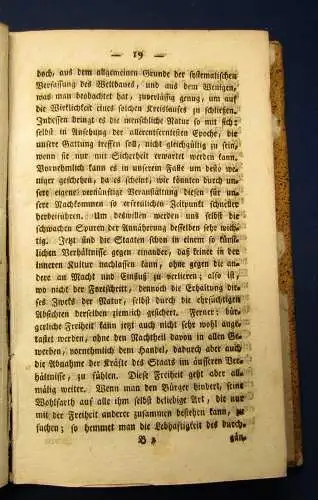 — 19 —
doch, aus dem allgemeinen Grunde der systematischen
Verfassung des Weltbaues, und aus dem Wenigen,
was man beobachtet hat, zuverlässig genug, um auf
die Wirklichkeit eines solchen Kreislaufes zu schließen.
Indessen bringt es die menschliche Natur so mit sich:
selbst in Ansehung der allerentferntesten Epoche, die
unsere Gattung treffen soll, nicht gleichgültig zu sein,
wenn sie nur mit Sicherheit erwartet werden kann.
Vornehmlich kann es in unserem Falle um desto we-
niger geschehen, da es scheint, wir könnten durch un-
sere eigene vernünftige Veranstaltung diesen für un-
sere Nachkommen so erfreulichen Zeitpunkt schneller
herbeiführen. Um deswillen werden uns selbst die
schwachen Spuren der Annäherung desselben sehr wich-
tig. Jetzt sind die Staaten schon in einem so künst-
lichen Verhältnisse gegen einander, daß keiner in der
inneren Kultur nachlassen kann, ohne gegen die an-
dern an Macht und Einfluß zu verlieren; also ist,
wo nicht der Fortschritt, dennoch die Erhaltung die-
ses Zweks der Natur, selbst durch die ehrsüchtigen
Absichten derselben ziemlich gesichert. Ferner: bür-
gerliche Freiheit kann jetzt auch nicht sehr wohl ange-
tastet werden, ohne den Nachtheil davon in allen Ge-
werben, vornehmlich dem Handel, dadurch aber auch
die Abnahme der Kräfte des Staats im äusseren Ver-
hältnisse, zu fühlen. Diese Freiheit geht aber all-
mälig weiter. Wenn man den Bürger hindert, seine
Wohlfarth auf alle ihm selbst beliebige Art, die nur
mit der Freiheit anderer zusammen bestehen kann, zu
suchen; so hemmet man die Lebhaftigkeit des durch-
B 2 gän-